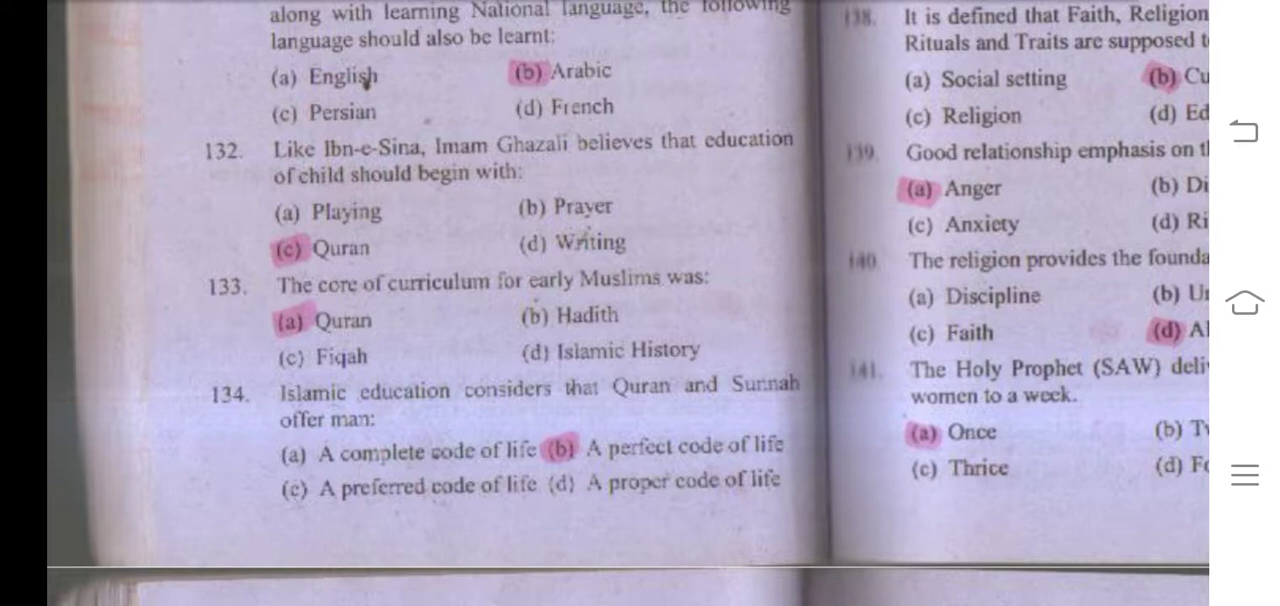 along with learning National language, the following
language should also be learnt:
(a) English (b) Arabic
(c) Persian (d) French
132. Like Ibn-e-Sina, Imam Ghazali believes that education
of child should begin with:
(a) Playing (b) Prayer
(c) Quran (d) Writing
133. The core of curriculum for early Muslims was:
(a) Quran (b) Hadith
(c) Fiqah (d) Islamic History
134. Islamic education considers that Quran and Sunnah
offer man:
(a) A complete code of life (b) A perfect code of life
(c) A preferred code of life (d) A proper code of life
138. It is defined that Faith, Religion
Rituals and Traits are supposed
(a) Social setting (b)
(c) Religion (d)
139. Good relationship emphasis on
(a) Anger (b)
(c) Anxiety (d)
140. The religion provides the
(a) Discipline (b)
(c) Faith (d)
141. The Holy Prophet (SAW)
women to a week.
(a) Once (b)
(c) Thrice (d)